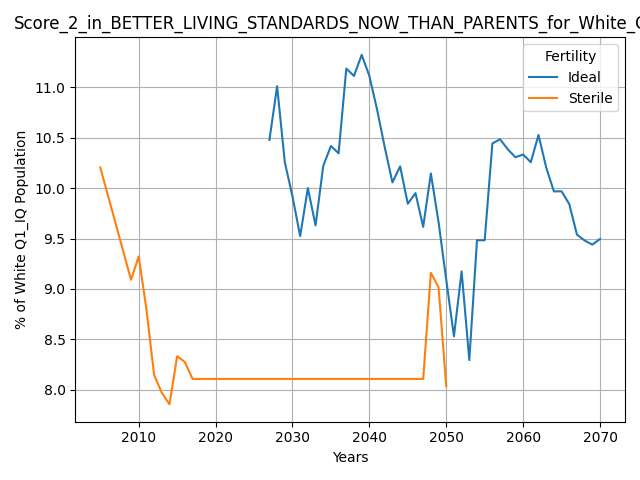 Score_2_in_BETTER_LIVING_STANDARDS_NOW_THAN_PARENTS_for_White_
Fertility
Ideal
Sterile
% of White Q1_IQ Population
11.0
10.5
10.0
9.5
9.0
8.5
8.0
2010
2020
2030
2040
2050
2060
2070
Years